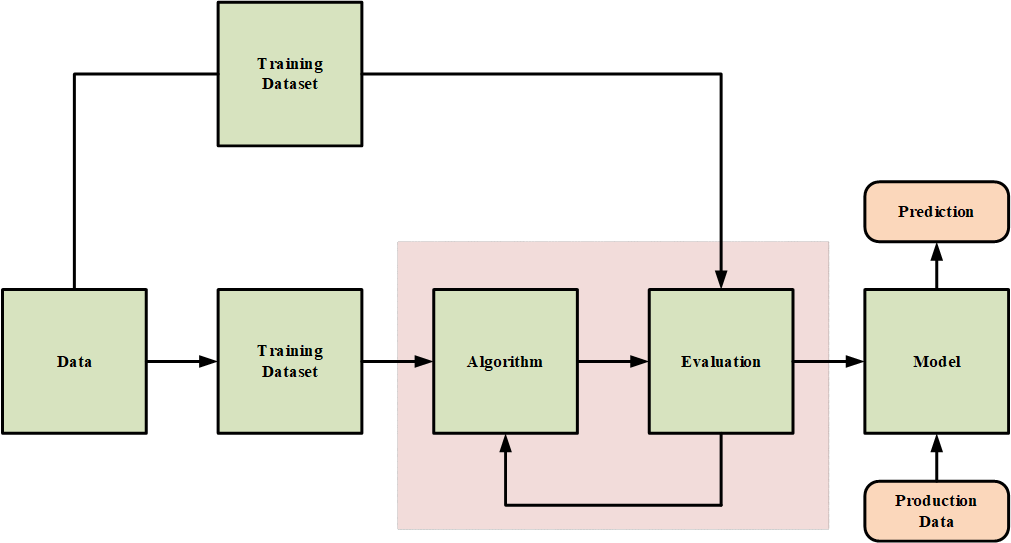 Training
Dataset
Prediction
Data
Training
Dataset
Algorithm
Evaluation
Model
Production
Data